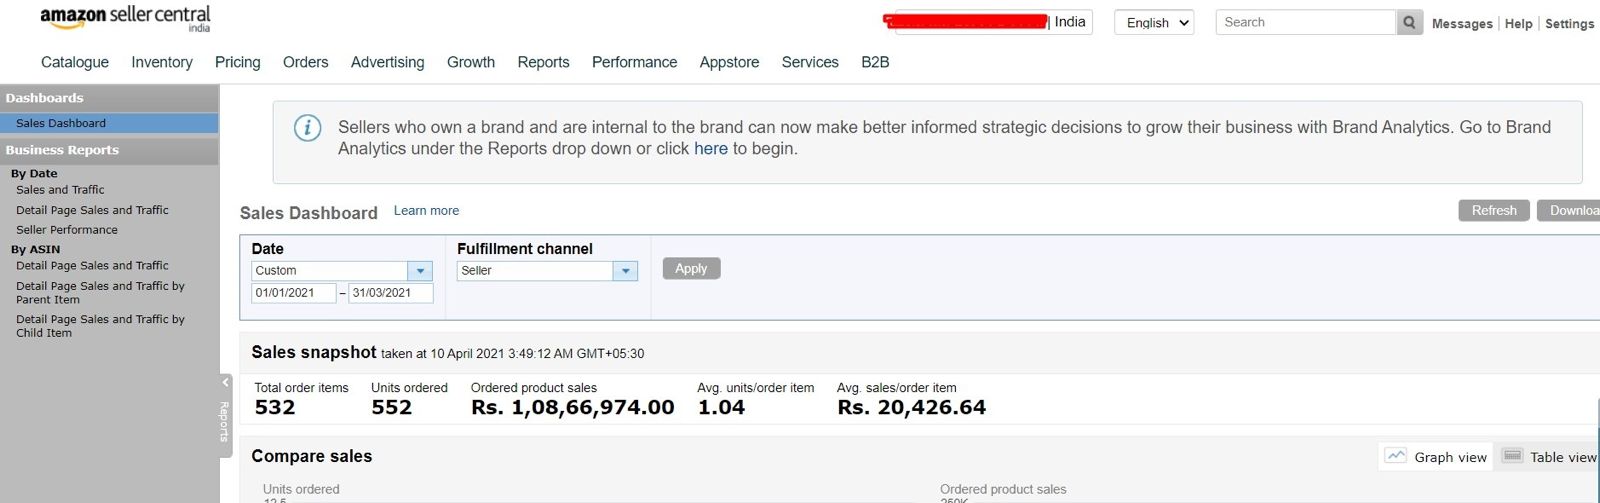 amazon seller central
india
| India
English
Search
Messages | Help | Settings
Catalogue Inventory Pricing Orders Advertising Growth Reports Performance Appstore Services B2B
Dashboards
Sales Dashboard
Business Reports
By Date
Sales and Traffic
Detail Page Sales and Traffic
Seller Performance
By ASIN
Detail Page Sales and Traffic
Detail Page Sales and Traffic by
Parent Item
Detail Page Sales and Traffic by
Child Item
Reports
Sellers who own a brand and are internal to the brand can now make better informed strategic decisions to grow their business with Brand Analytics. Go to Brand
Analytics under the Reports drop down or click here to begin.
Sales Dashboard Learn more
Refresh Downloa
Date Fulfillment channel
Custom Seller Apply
01/01/2021 – 31/03/2021
Sales snapshot taken at 10 April 2021 3:49:12 AM GMT+05:30
Total order items Units ordered Ordered product sales Avg. units/order item Avg. sales/order item
532 552 Rs. 1,08,66,974.00 1.04 Rs. 20,426.64
Compare sales Graph view Table view
Units ordered Ordered product sales